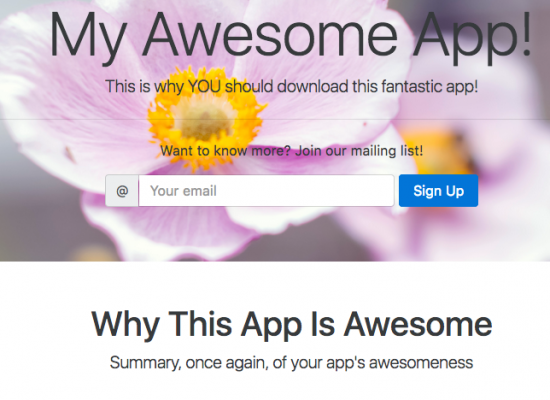 My Awesome App!
This is why YOU should download this fantastic app!
Want to know more? Join our mailing list!
@ Your email Sign Up
Why This App Is Awesome
Summary, once again, of your app's awesomeness